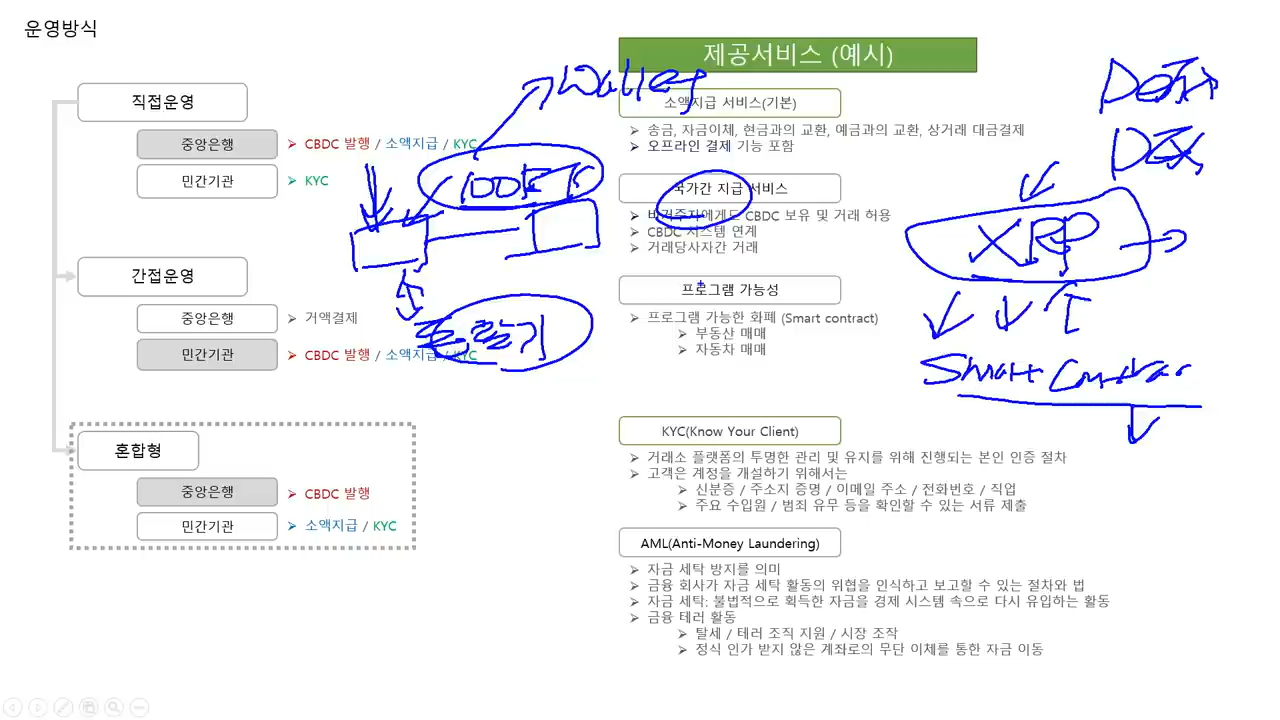 운영방식
직접운영
중앙은행
➢ CBDC 발행 / 소액지급 / KYC
민간기관
➢ KYC
간접운영
중앙은행
➢ 거액결제
민간기관
➢ CBDC 발행 / 소액지급 / KYC
혼합형
중앙은행
➢ CBDC 발행
민간기관
➢ 소액지급 / KYC
Wallet
제공서비스 (예시)
소액지급 서비스(기본)
➢ 송금, 자금이체, 현금과의 교환, 예금과의 교환, 상거래 대금결제
➢ 오프라인 결제 기능 포함
국가간 지급 서비스
➢ 비거주자에게도 CBDC 보유 및 거래 허용
➢ CBDC 시스템 연계
➢ 거래당사자간 거래
프로그램 가능성
➢ 프로그램 가능한 화폐 (Smart contract)
➢ 부동산 매매
➢ 자동차 매매
KYC(Know Your Client)
➢ 거래소 플랫폼의 투명한 관리 및 유지를 위해 진행되는 본인 인증 절차
➢ 고객은 계정을 개설하기 위해서는
➢ 신분증 / 주소지 증명 / 이메일 주소 / 전화번호 / 직업
➢ 주요 수입원 / 범죄 유무 등을 확인할 수 있는 서류 제출
AML(Anti-Money Laundering)
➢ 자금 세탁 방지를 의미
➢ 금융 회사가 자금 세탁 활동의 위협을 인식하고 보고할 수 있는 절차와 법
➢ 자금 세탁: 불법적으로 획득한 자금을 경제 시스템 속으로 다시 유입하는 활동
➢ 금융 테러 활동
➢ 탈세 / 테러 조직 지원 / 시장 조작
➢ 정식 인가 받지 않은 계좌로의 무단 이체를 통한 자금 이동
DeFi
DEX
XRP
Smart Contrac